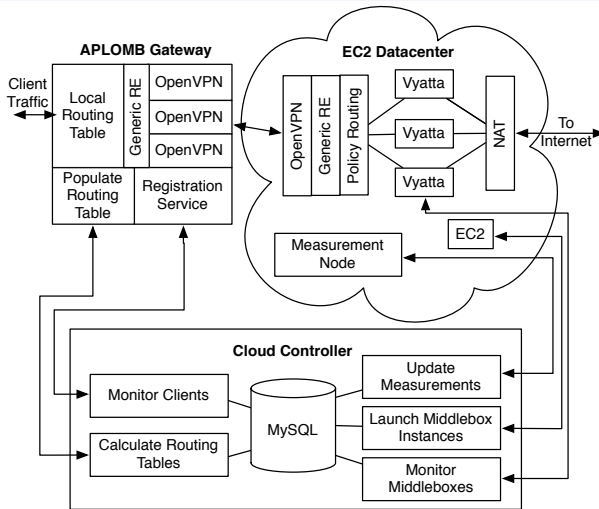 APLOMB Gateway
EC2 Datacenter
Client
Traffic
Local
Routing
Table
Generic RE
OpenVPN
OpenVPN
OpenVPN
Populate
Routing
Table
Registration
Service
OpenVPN
Generic RE
Policy Routing
Vyatta
Vyatta
Vyatta
NAT
To
Internet
EC2
Measurement
Node
Cloud Controller
Monitor Clients
Calculate Routing
Tables
MySQL
Update
Measurements
Launch Middlebox
Instances
Monitor
Middleboxes